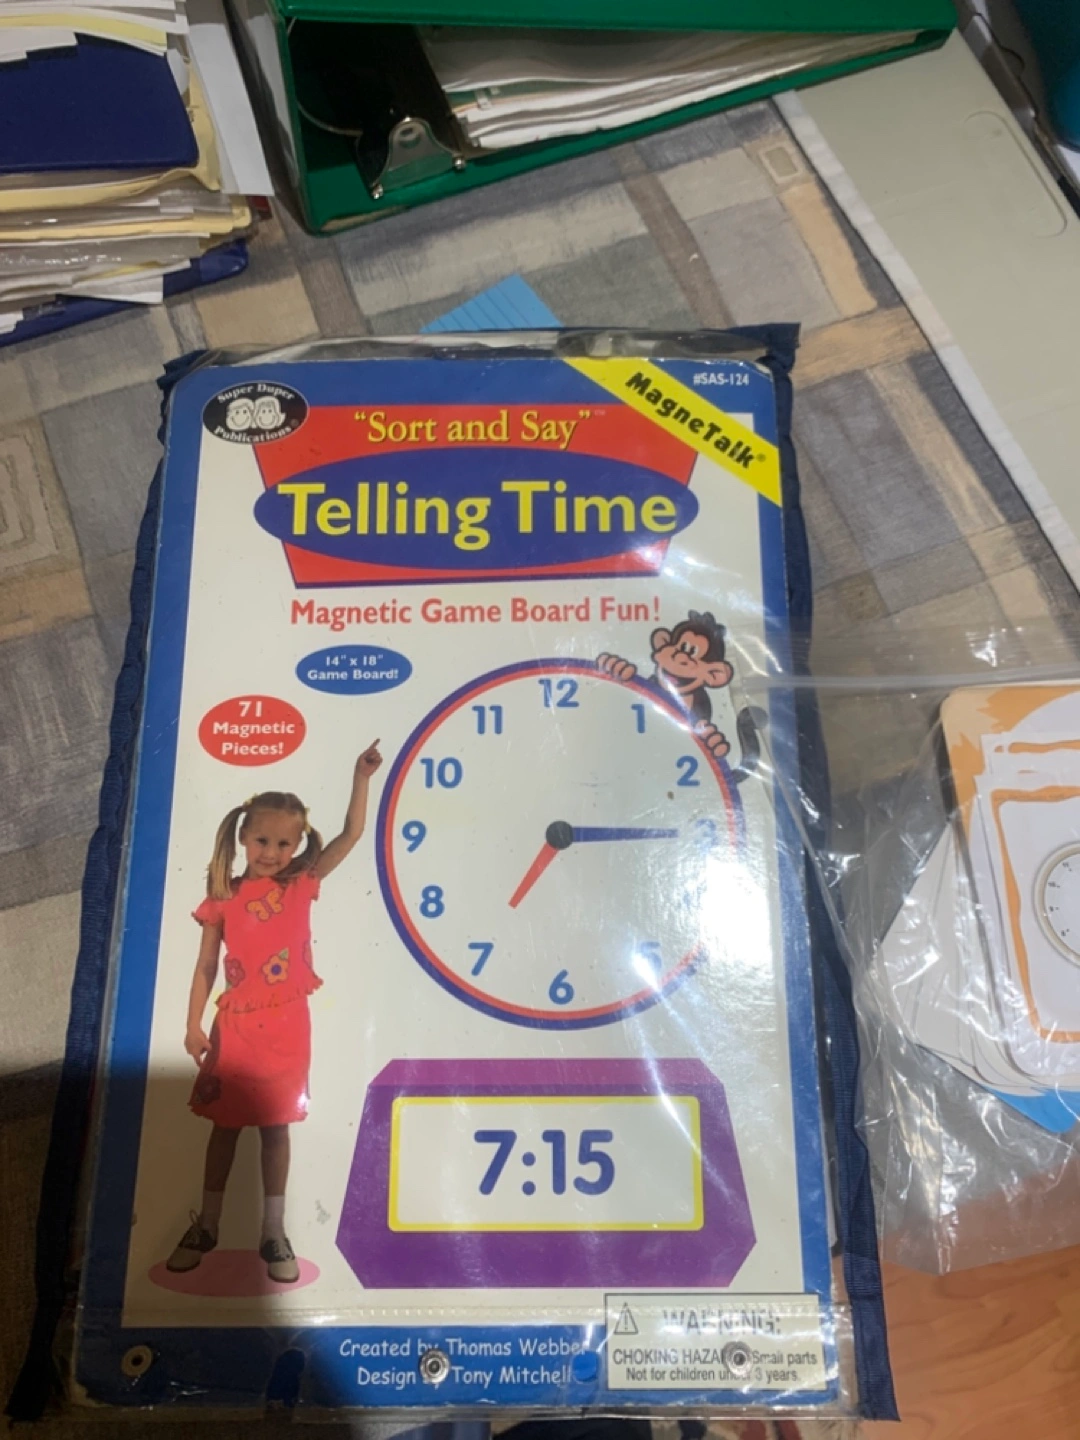 Super Duper
Publications®
"Sort and Say"™
MagneTalk®
#SAS-124
Telling Time
Magnetic Game Board Fun!
14" x 18"
Game Board!
71
Magnetic
Pieces!
12
11
1
10
2
9
3
8
7
5
6
7:15
Created by Thomas Webber
Design by Tony Mitchell
WARNING:
CHOKING HAZARD Small parts
Not for children under 3 years.